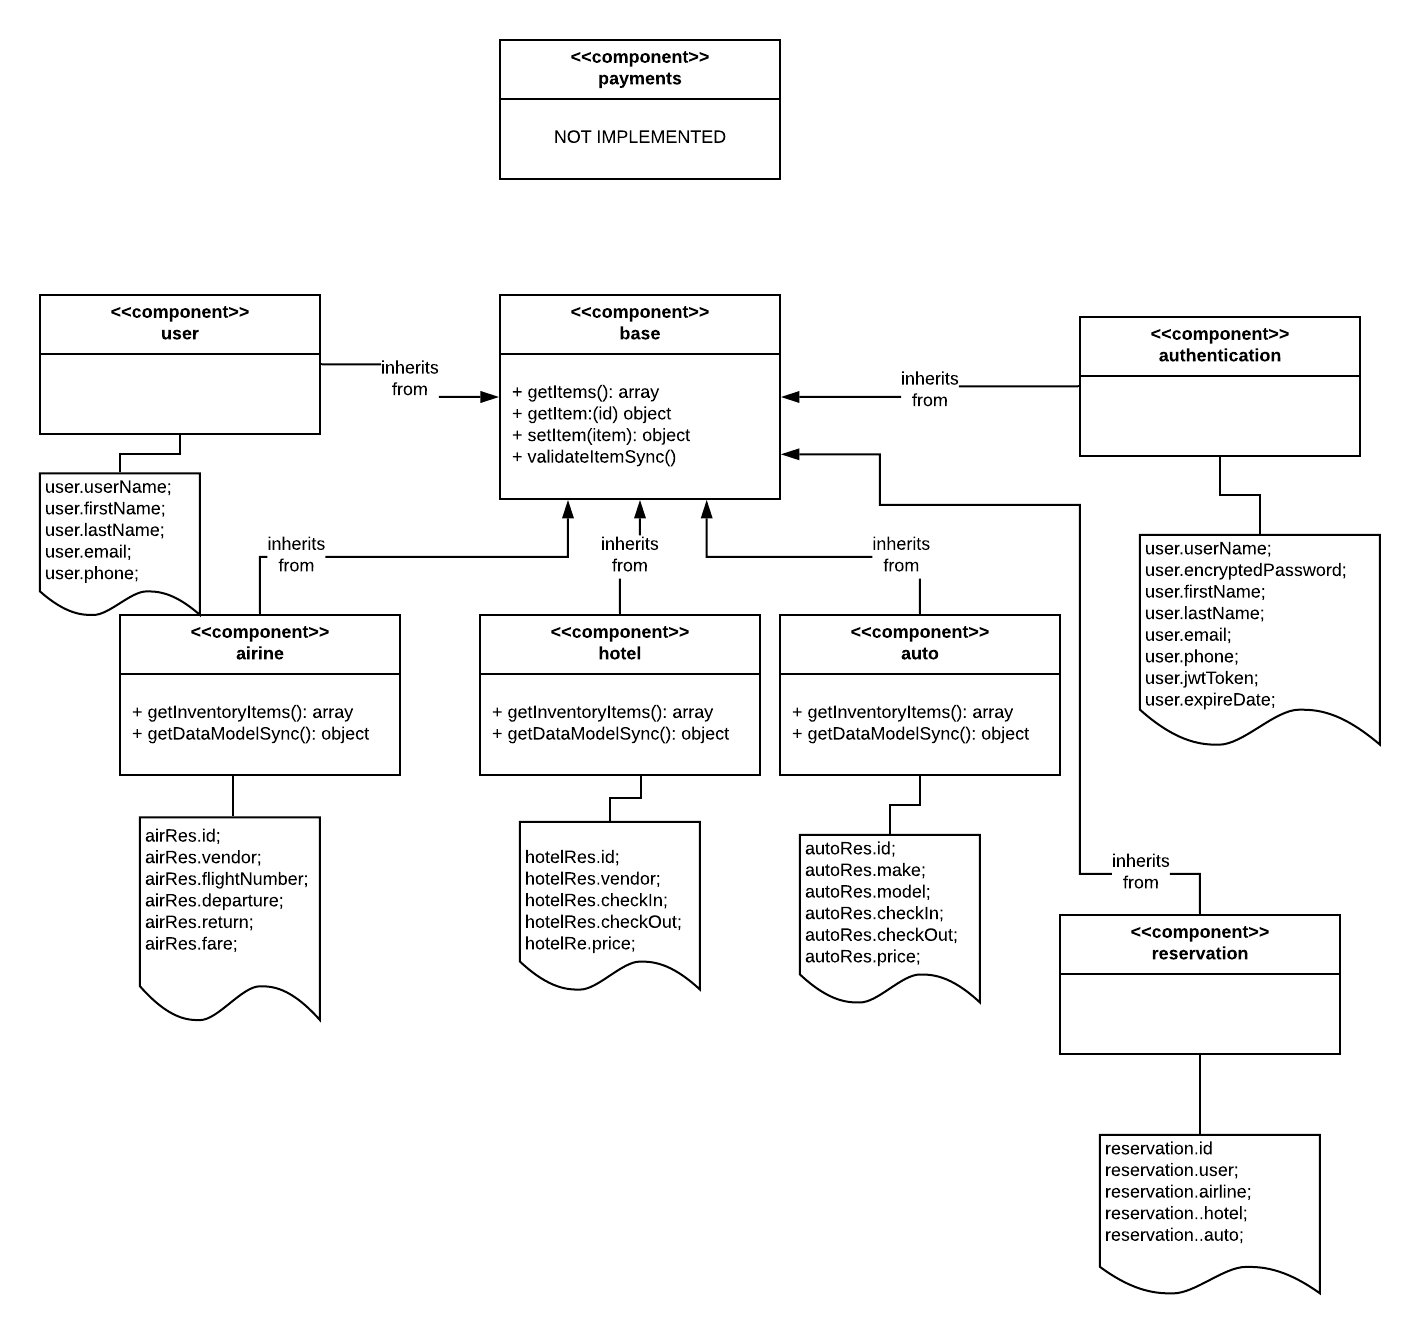 <<component>>
payments
NOT IMPLEMENTED
<<component>>
user
inherits
from
<<component>>
base
+ getItems(): array
+ getItem:(id) object
+ setItem(item): object
+ validateItemSync()
inherits
from
<<component>>
authentication
user.userName;
user.firstName;
user.lastName;
user.email;
user.phone;
inherits
from
inherits
from
inherits
from
user.userName;
user.encryptedPassword;
user.firstName;
user.lastName;
user.email;
user.phone;
user.jwtToken;
user.expireDate;
<<component>>
airine
+ getInventoryItems(): array
+ getDataModelSync(): object
<<component>>
hotel
+ getInventoryItems(): array
+ getDataModelSync(): object
<<component>>
auto
+ getInventoryItems(): array
+ getDataModelSync(): object
airRes.id;
airRes.vendor;
airRes.flightNumber;
airRes.departure;
airRes.return;
airRes.fare;
hotelRes.id;
hotelRes.vendor;
hotelRes.checkIn;
hotelRes.checkOut;
hotelRe.price;
autoRes.id;
autoRes.make;
autoRes.model;
autoRes.checkIn;
autoRes.checkOut;
autoRes.price;
inherits
from
<<component>>
reservation
reservation.id
reservation.user;
reservation.airline;
reservation..hotel;
reservation..auto;